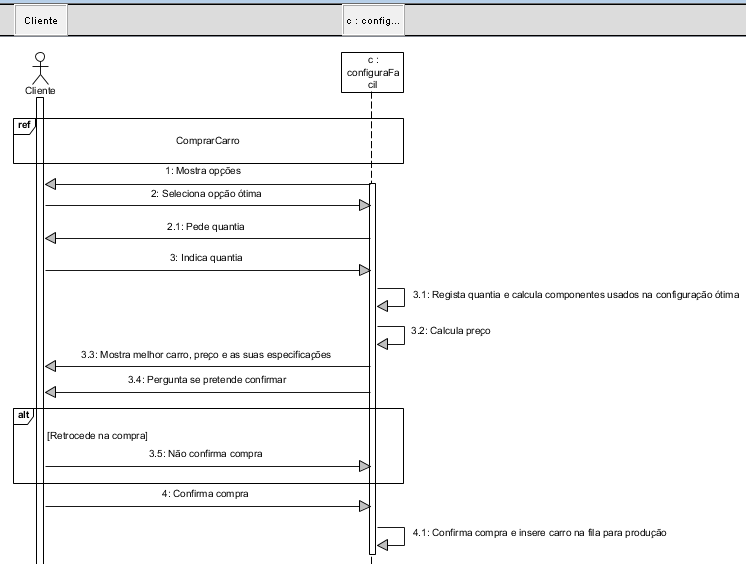 Cliente
c : config...
c :
configuraFa
cil
Cliente
ref
ComprarCarro
1: Mostra opções
2: Seleciona opção ótima
2.1: Pede quantia
3: Indica quantia
3.1: Regista quantia e calcula componentes usados na configuração ótima
3.2: Calcula preço
3.3: Mostra melhor carro, preço e as suas especificações
3.4: Pergunta se pretende confirmar
alt
[Retrocede na compra]
3.5: Não confirma compra
4: Confirma compra
4.1: Confirma compra e insere carro na fila para produção